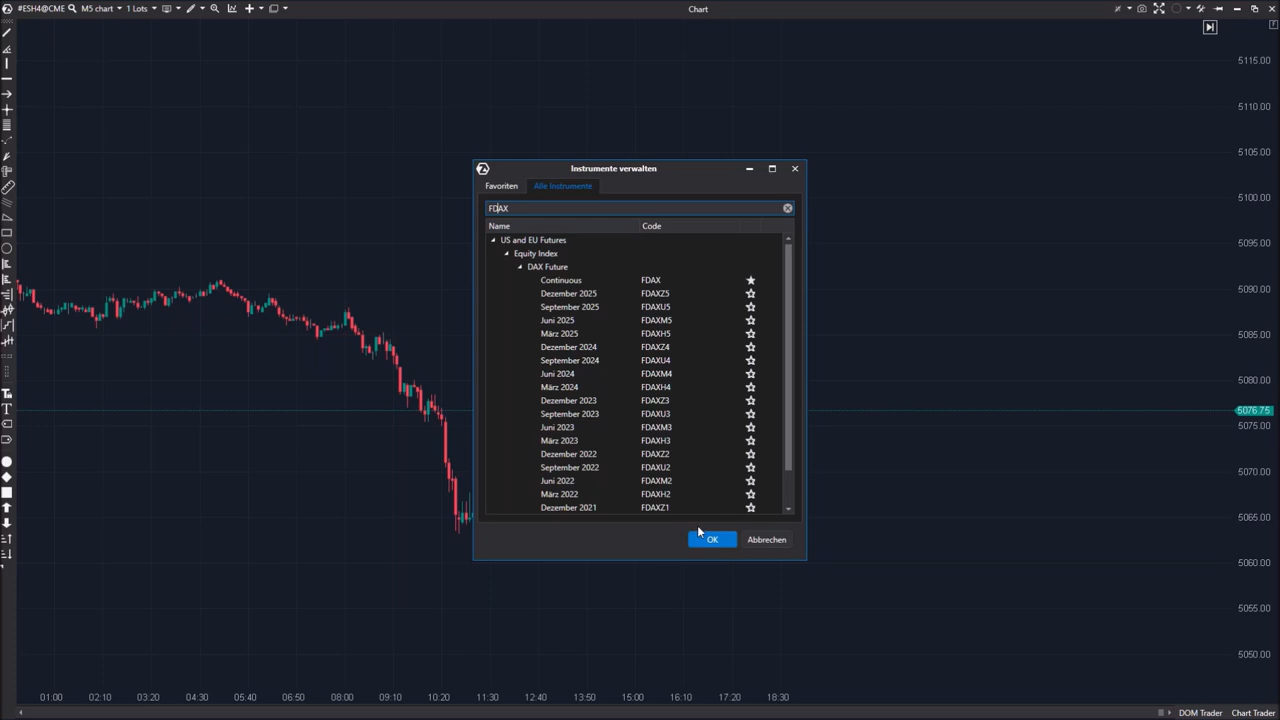 #ESH4@CME M5 chart 1 Lots Chart
Instrumente verwalten
Favoriten Alle Instrumente
FDAX
Name Code
US and EU Futures
Equity Index
DAX Future
Continuous FDAX
Dezember 2025 FDAXZ5
September 2025 FDAXU5
Juni 2025 FDAXM5
März 2025 FDAXH5
Dezember 2024 FDAXZ4
September 2024 FDAXU4
Juni 2024 FDAXM4
März 2024 FDAXH4
Dezember 2023 FDAXZ3
September 2023 FDAXU3
Juni 2023 FDAXM3
März 2023 FDAXH3
Dezember 2022 FDAXZ2
September 2022 FDAXU2
Juni 2022 FDAXM2
März 2022 FDAXH2
Dezember 2021 FDAXZ1
OK Abbrechen
5115.00
5110.00
5105.00
5100.00
5095.00
5090.00
5085.00
5080.00
5076.75
5075.00
5070.00
5065.00
5060.00
5055.00
5050.00
01:00 02:10 03:20 04:30 05:40 06:50 08:00 09:10 10:20 11:30 12:40 13:50 15:00 16:10 17:20 18:30
DOM Trader Chart Trader